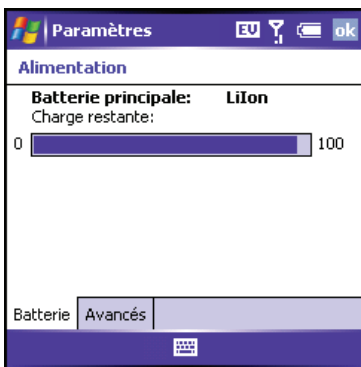 Paramètres EU ok
Alimentation
Batterie principale: LiIon
Charge restante:
0 100
Batterie Avancés